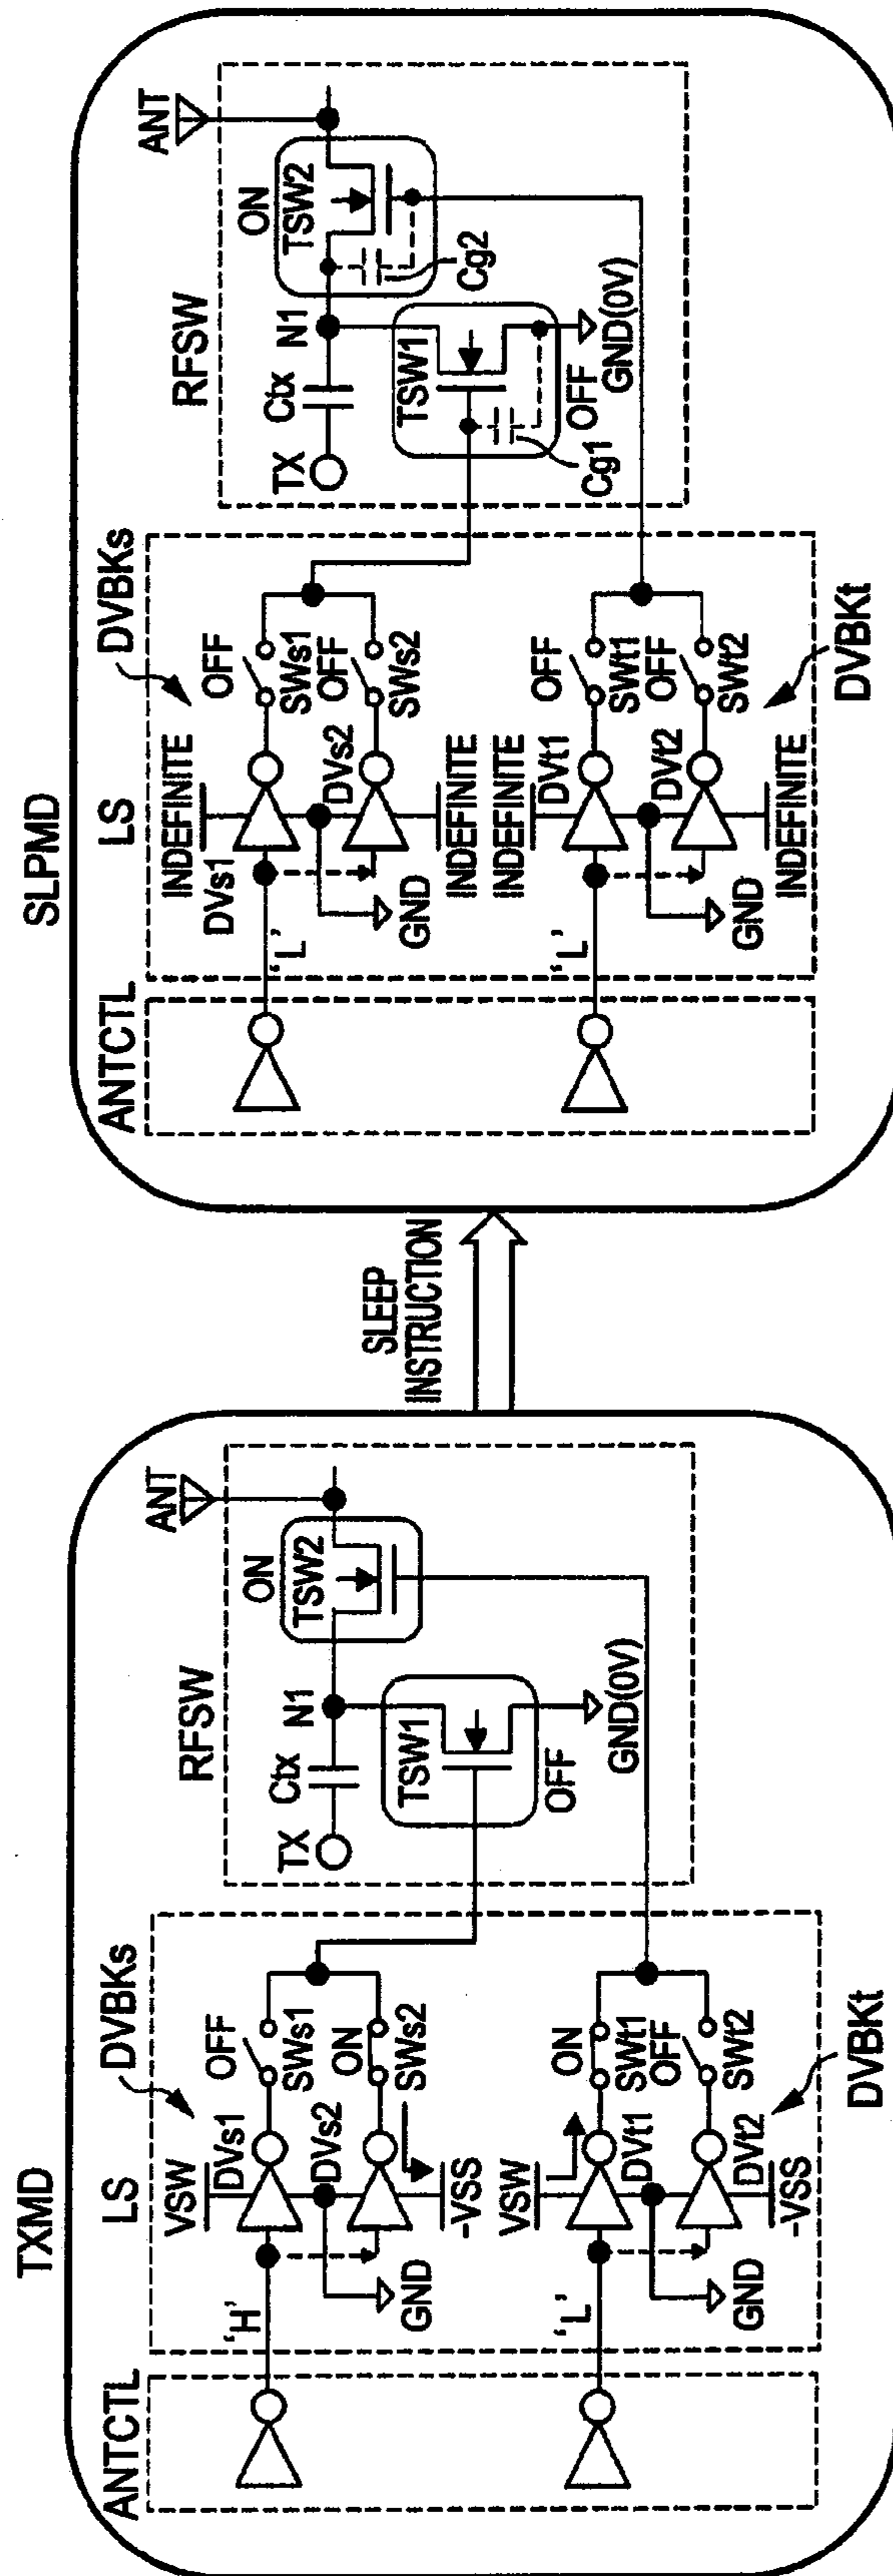 TXMD
ANTCTL
LS
DVBKs
RFSW
ANT
'H'
VSW
DVs1
OFF
SWs1
DVs2
ON
SWs2
-VSS
GND
TX
Ctx
N1
ON
TSW2
TSW1
OFF
GND(0V)
'L'
VSW
DVt1
ON
SWt1
OFF
SWt2
DVt2
-VSS
GND
DVBKt
SLEEP
INSTRUCTION
SLPMD
ANTCTL
LS
DVBKs
RFSW
ANT
'L'
INDEFINITE
DVs1
OFF
SWs1
DVs2
OFF
SWs2
INDEFINITE
GND
TX
Ctx
N1
ON
TSW2
Cg2
TSW1
OFF
Cg1
GND(0V)
'L'
INDEFINITE
DVt1
OFF
SWt1
OFF
SWt2
DVt2
INDEFINITE
GND
DVBKt